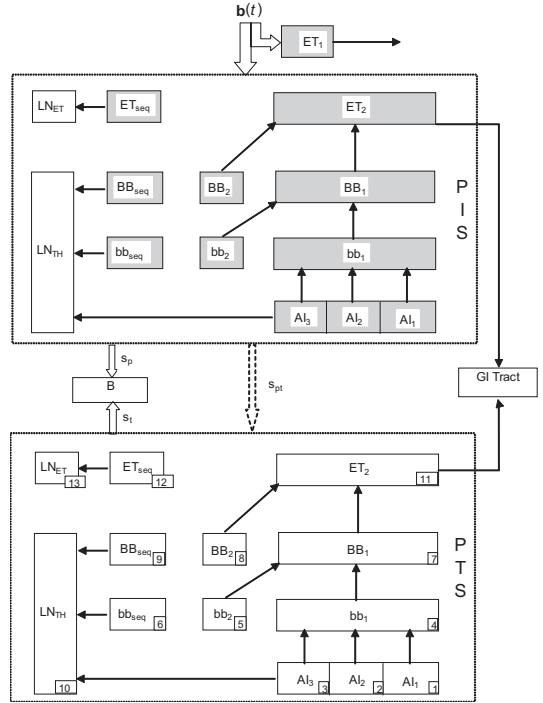 b(t)
ET1
LNET
ETseq
ET2
BBseq
BB2
BB1
PIS
LNTH
bbseq
bb2
bb1
AI3
AI2
AI1
sp
B
spt
GI Tract
st
LNET
13
ETseq
12
ET2
11
BBseq
9
BB2
8
BB1
7
PTS
LNTH
bbseq
6
bb2
5
bb1
4
10
AI3
3
AI2
2
AI1
1